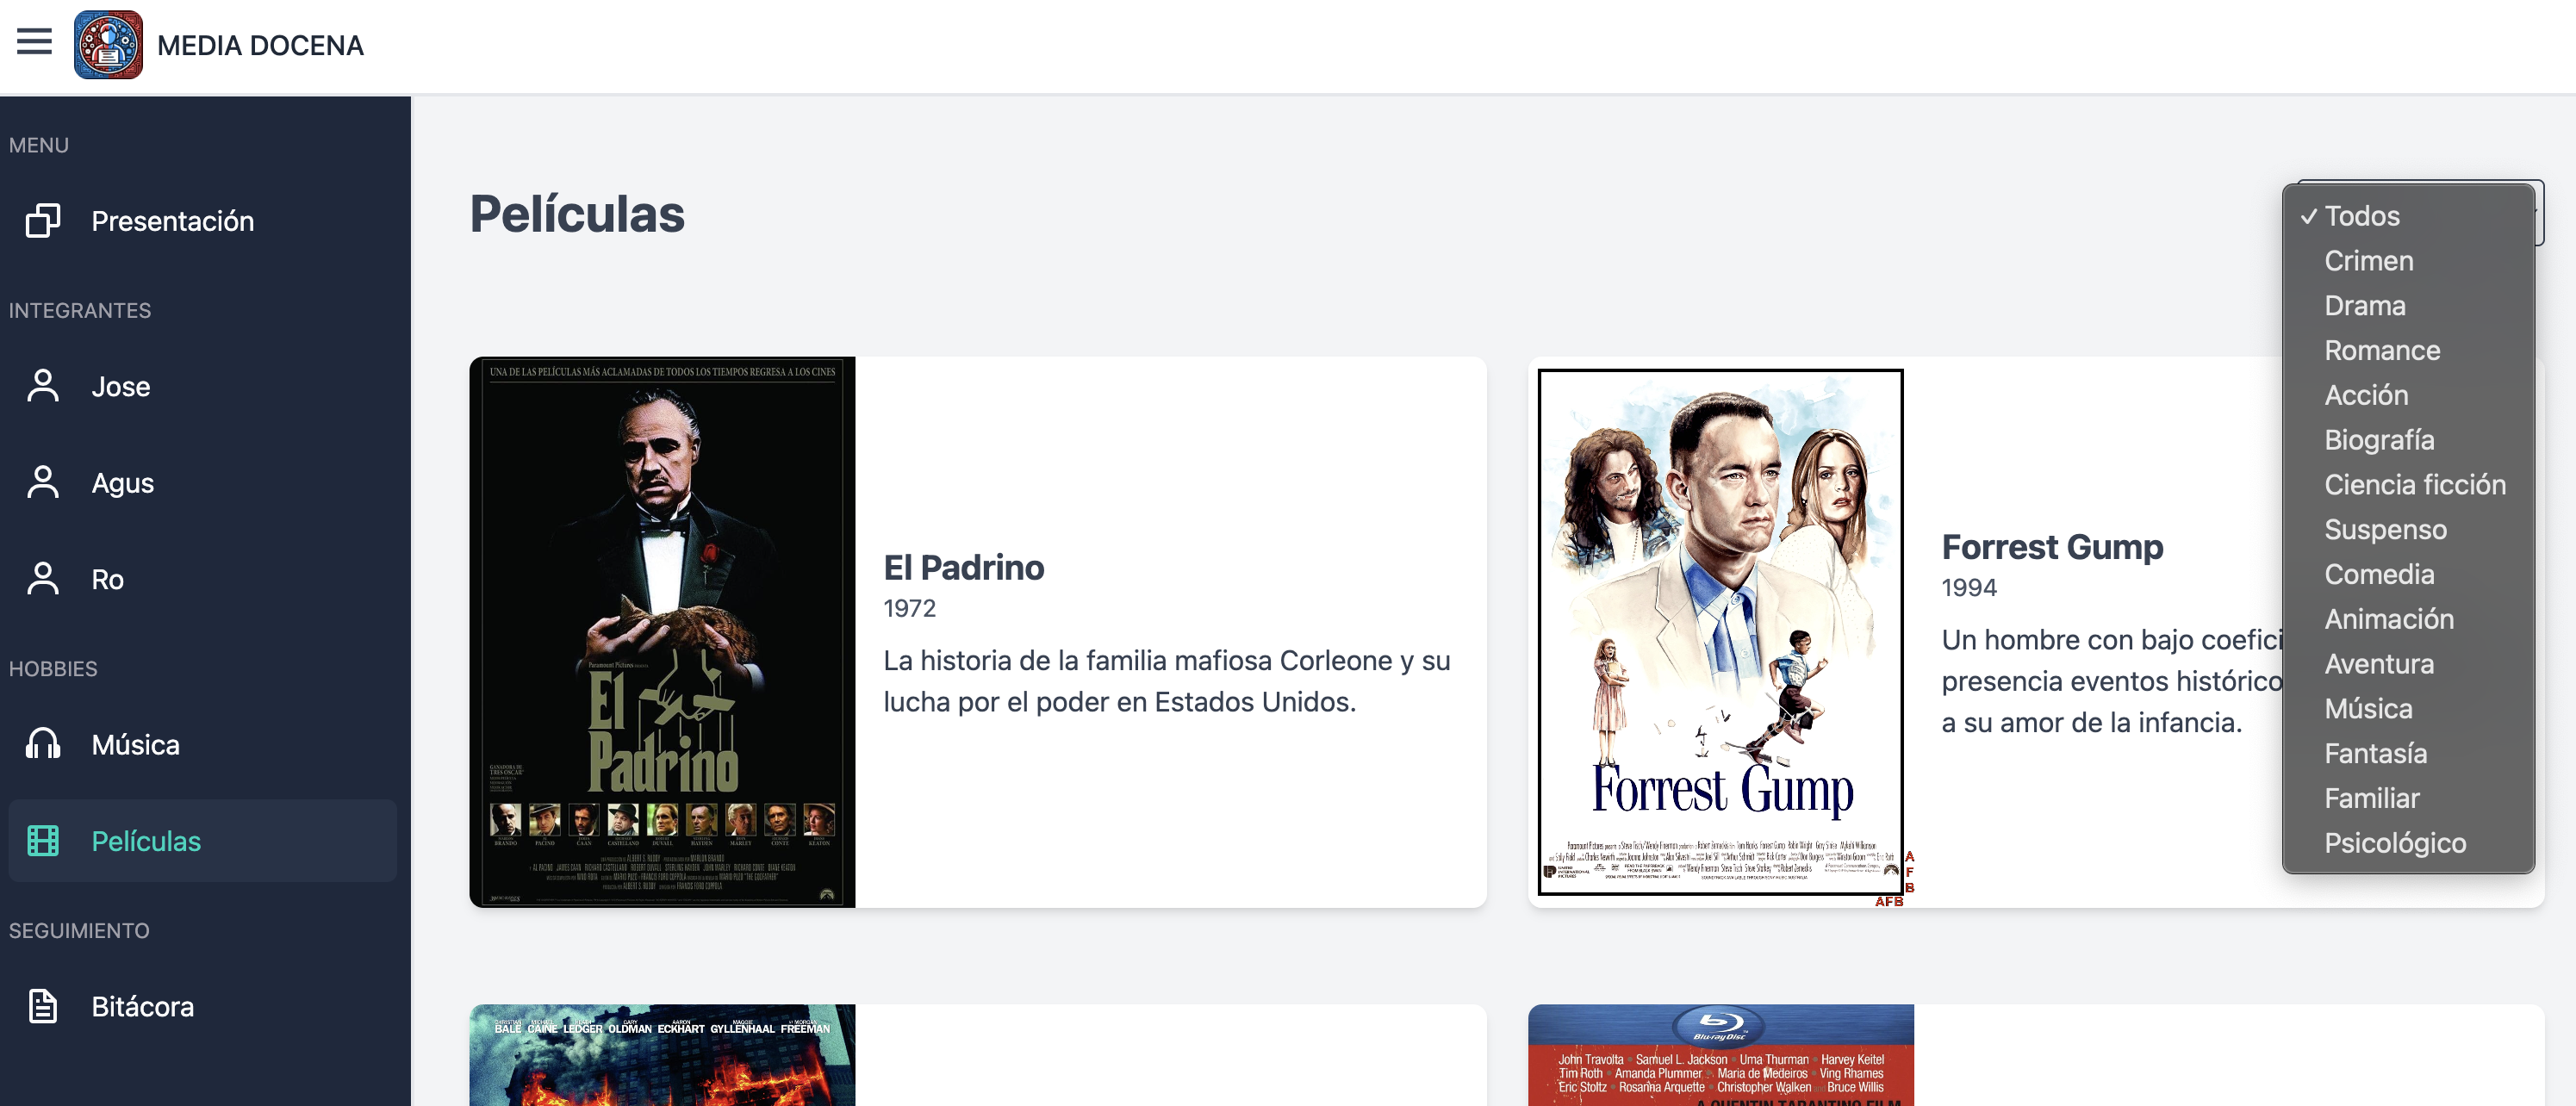 MEDIA DOCENA
MENU
Presentación
INTEGRANTES
Jose
Agus
Ro
HOBBIES
Música
Películas
SEGUIMIENTO
Bitácora
Películas
✓ Todos
Crimen
Drama
Romance
Acción
Biografía
Ciencia ficción
Suspenso
Comedia
Animación
Aventura
Música
Fantasía
Familiar
Psicológico
UNA DE LAS PELÍCULAS MÁS ACLAMADAS DE TODOS LOS TIEMPOS REGRESA A LOS CINES
El
Padrino
El Padrino
1972
La historia de la familia mafiosa Corleone y su
lucha por el poder en Estados Unidos.
Forrest Gump
AFB
AFB
Forrest Gump
1994
Un hombre con bajo coefici
presencia eventos histórico
a su amor de la infancia.
BALE CAINE LEDGER OLDMAN ECKHART GYLLENHAAL FREEMAN
Blu-ray Disc
John Travolta • Samuel L. Jackson • Uma Thurman • Harvey Keitel
Tim Roth • Amanda Plummer • Maria de Medeiros • Ving Rhames
Eric Stoltz • Rosanna Arquette • Christopher Walken Bruce Willis
A QUENTIN TARANTINO FILM